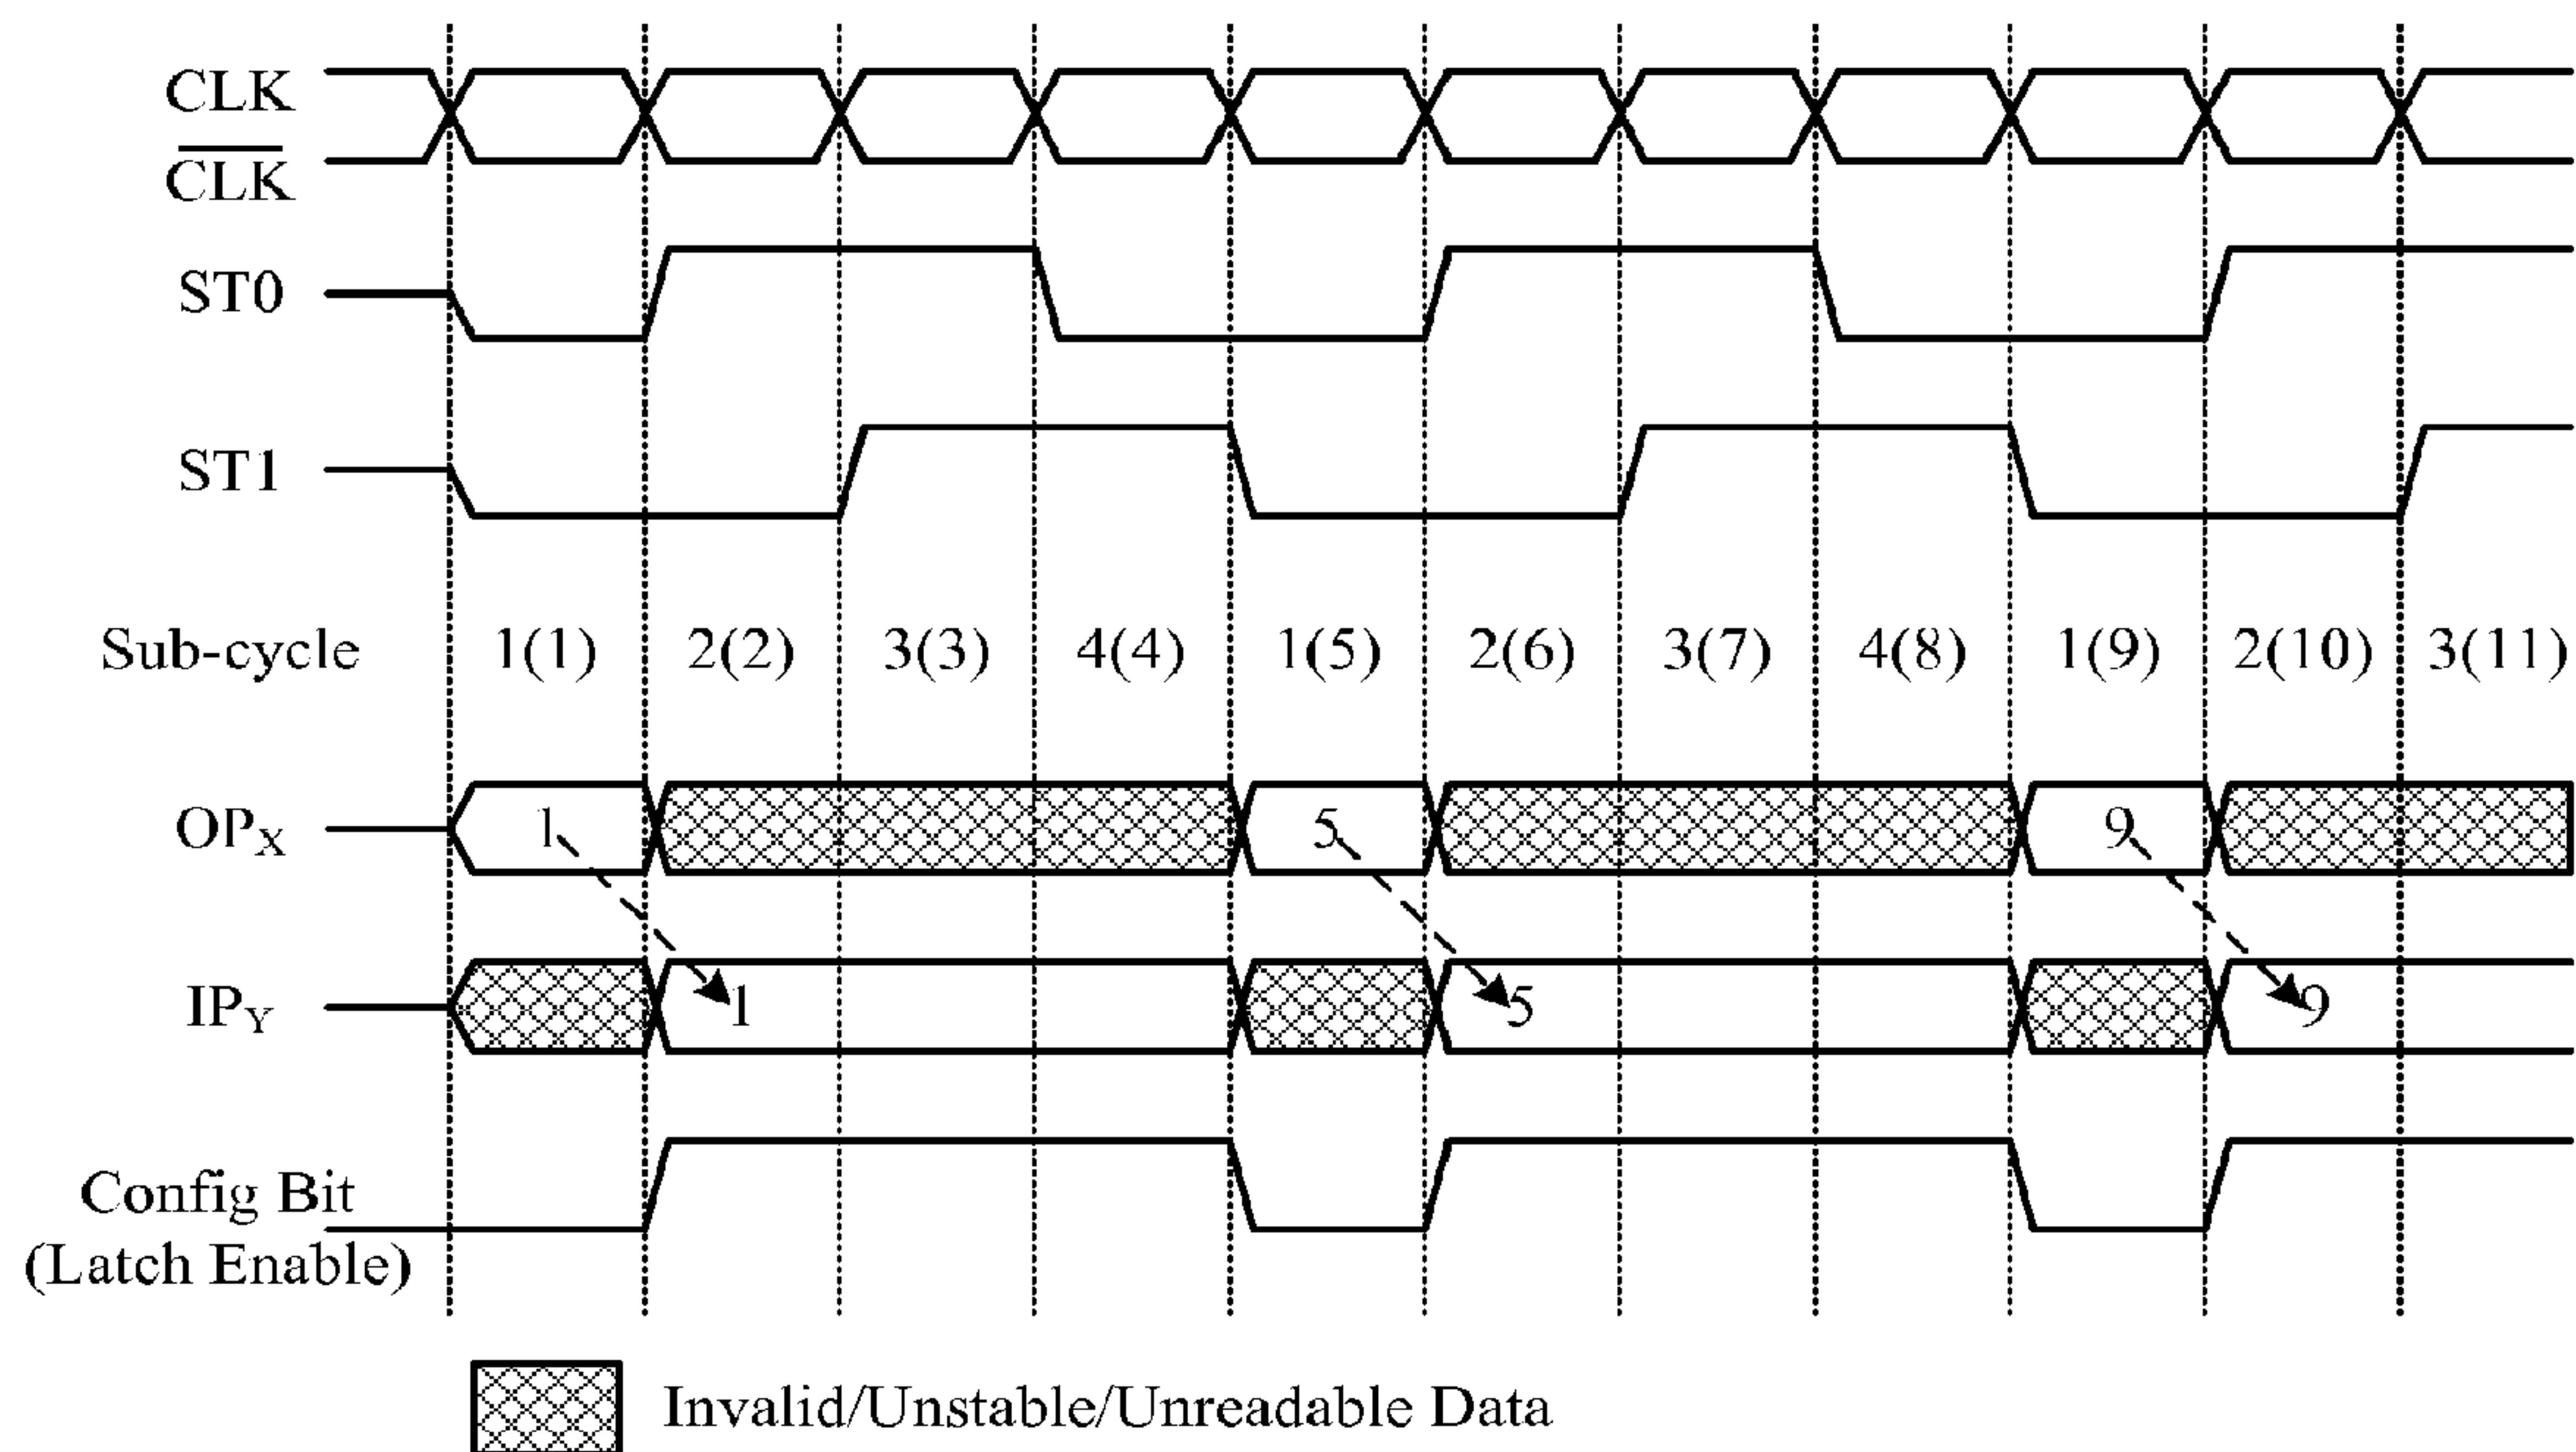 CLK
CLK
ST0
ST1
Sub-cycle 1(1) 2(2) 3(3) 4(4) 1(5) 2(6) 3(7) 4(8) 1(9) 2(10) 3(11)
OPX 1 5 9
IPY 1 5 9
Config Bit
(Latch Enable)
Invalid/Unstable/Unreadable Data